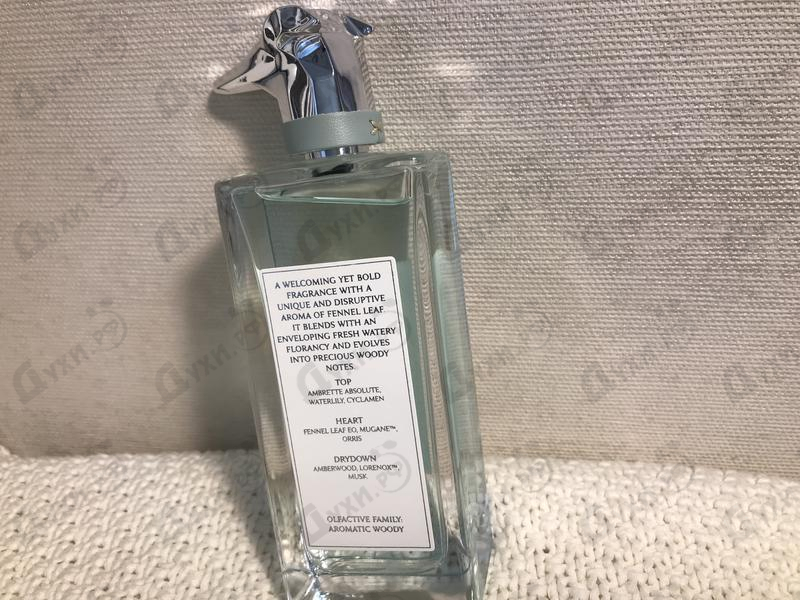 A WELCOMING YET BOLD
FRAGRANCE WITH A
UNIQUE AND DISRUPTIVE
AROMA OF FENNEL LEAF
IT BLENDS WITH AN
ENVELOPING FRESH WATERY
FLORANCY AND EVOLVES
INTO PRECIOUS WOODY
NOTES.
TOP
AMBRETTE ABSOLUTE,
WATERLILY, CYCLAMEN
HEART
FENNEL LEAF EO, MUGANE™,
ORRIS
DRYDOWN
AMBERWOOD, LORENOX™,
MUSK
OLFACTIVE FAMILY:
AROMATIC WOODY
Духи.рф